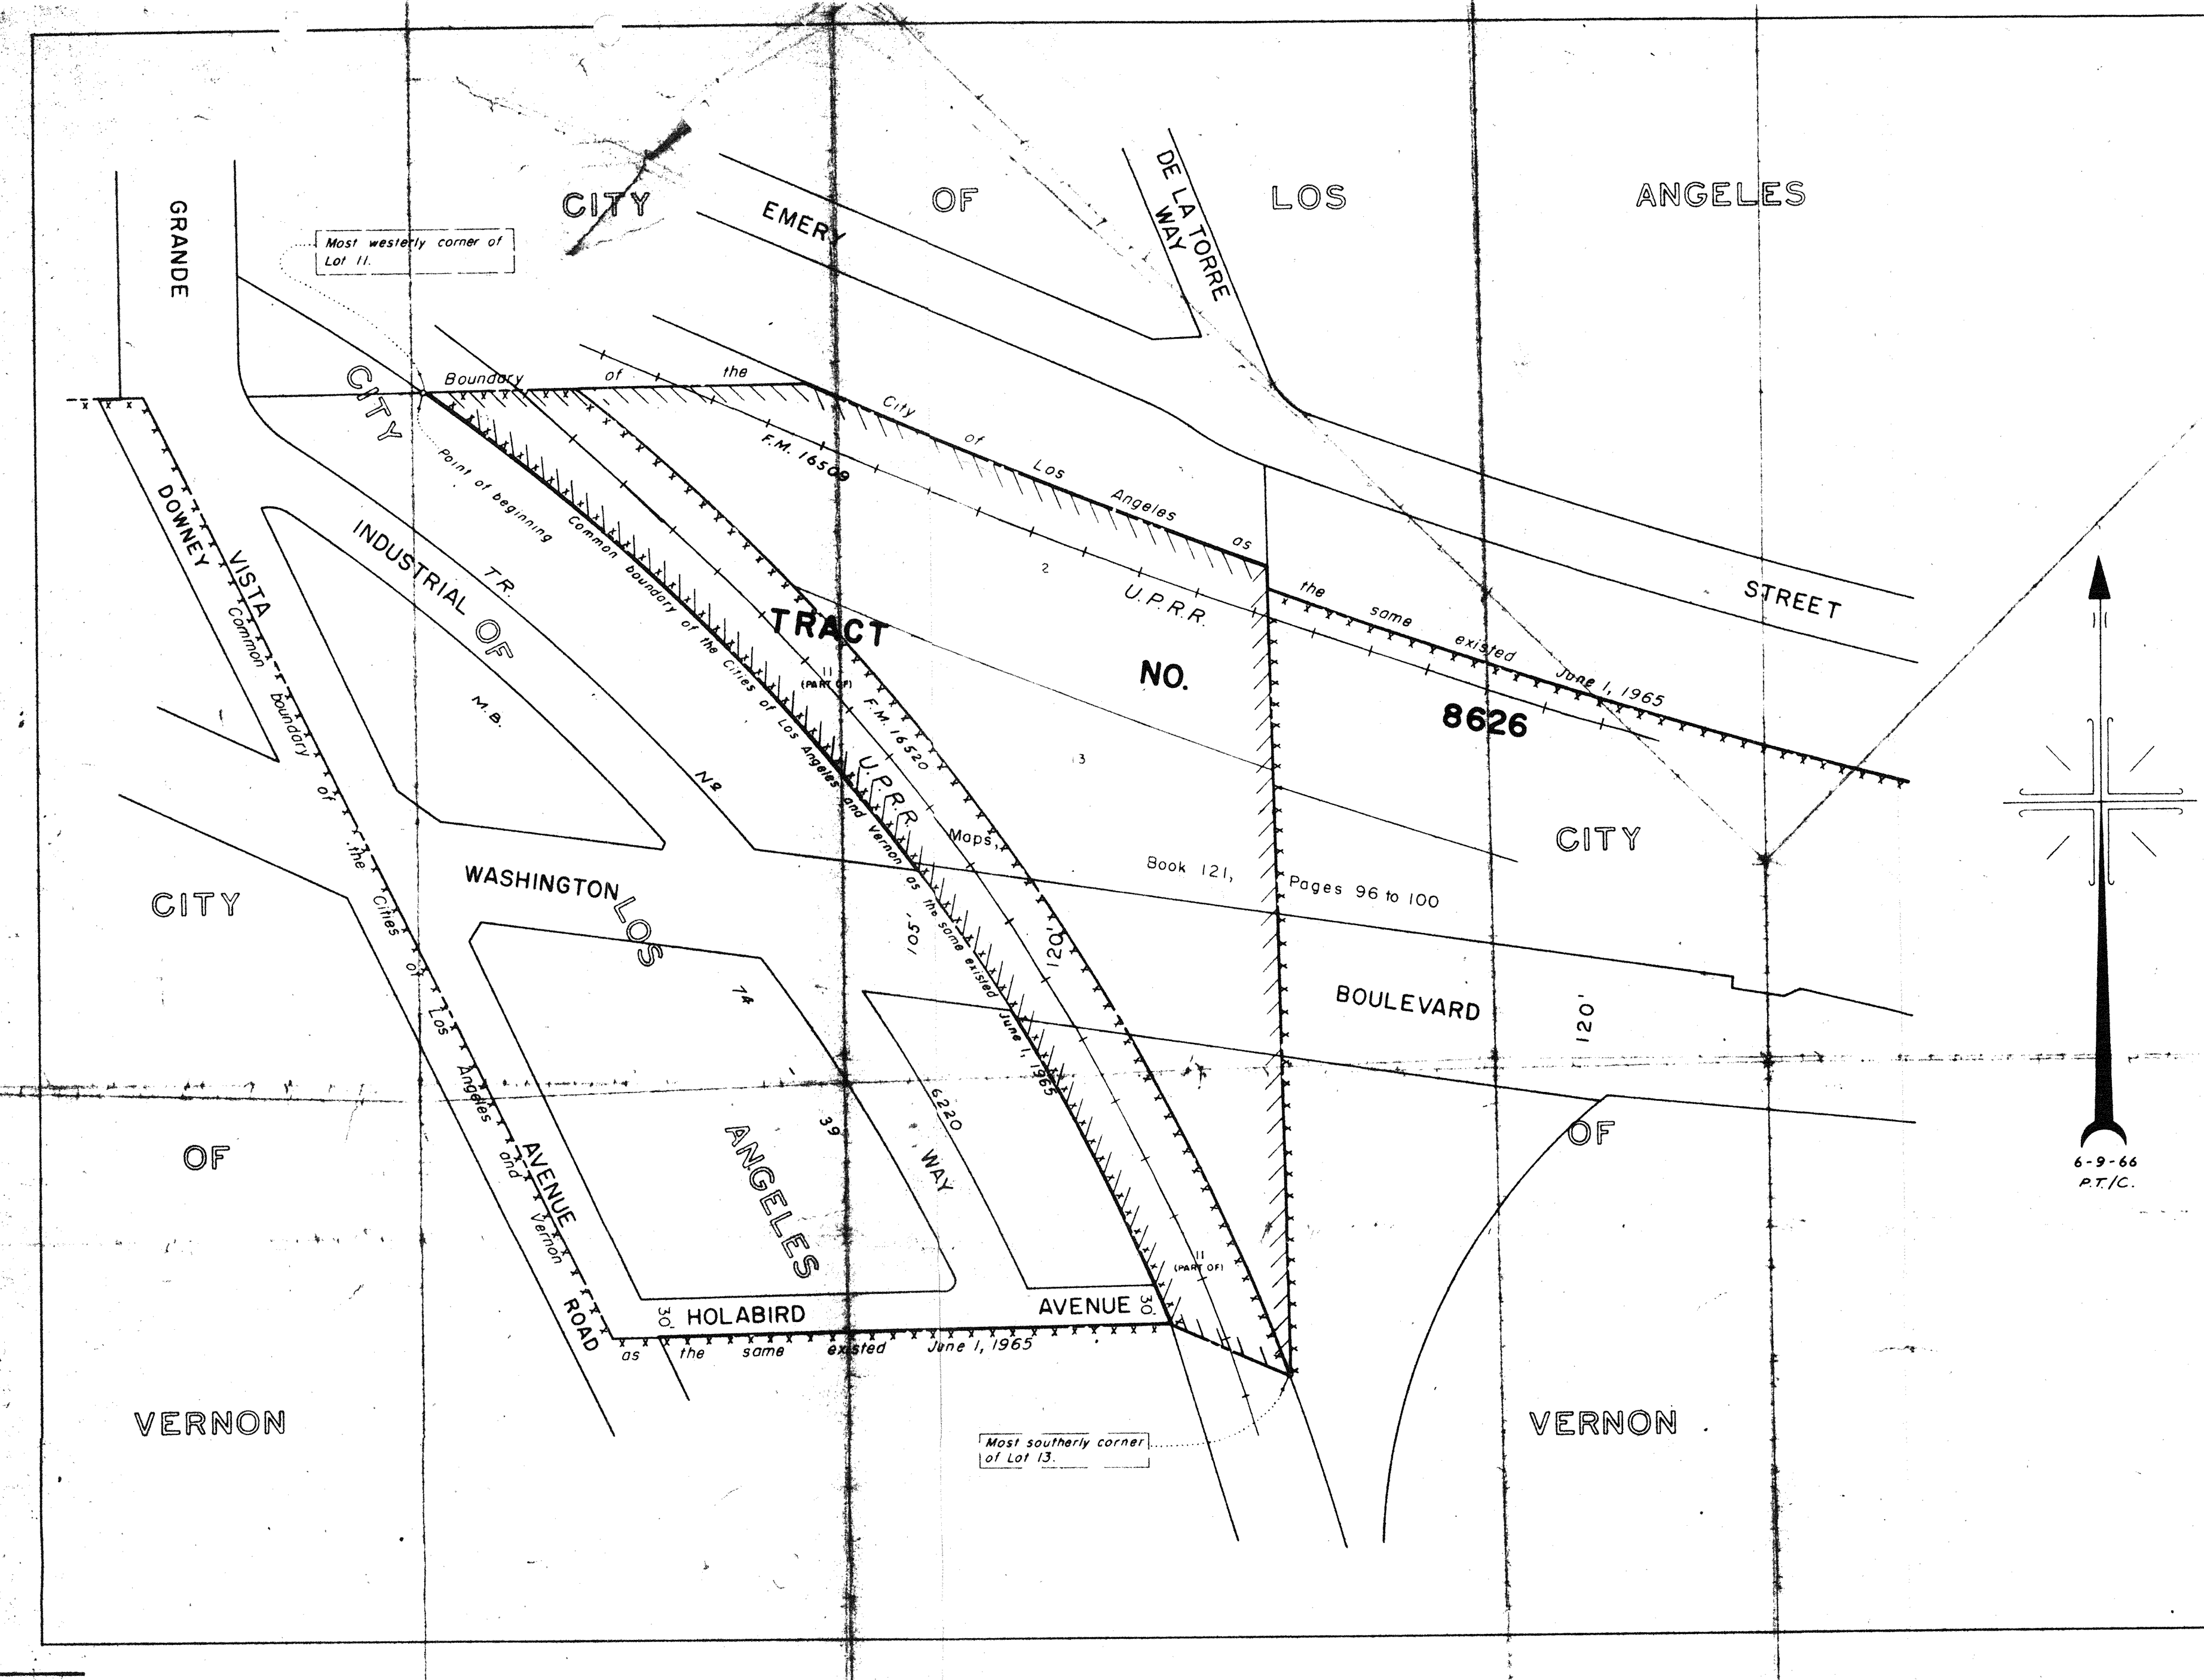 CITY OF LOS ANGELES
GRANDE
Most westerly corner of
Lot 11.
EMERY
DE LA TORRE
WAY
STREET
CITY
OF
LOS
ANGELES
Boundary of the City of Los Angeles as the same existed June 1, 1965
Point of beginning
F.M. 16509
2
U.P.R.R.
DOWNEY
ROAD
VISTA
AVENUE
INDUSTRIAL
WAY
TR.
No
6220
M.B.
74
39
Common boundary of the Cities of Los Angeles and Vernon as the same existed June 1, 1965
TRACT
NO.
8626
11
(PART OF)
F.M. 16520
U.P.R.R.
3
Maps,
Book 121,
Pages 96 to 100
WASHINGTON
BOULEVARD
105'
120'
120'
Common boundary of the Cities of Los Angeles and Vernon
as the same existed June 1, 1965
CITY
OF
VERNON
CITY
OF
VERNON
11
(PART OF)
30'
HOLABIRD
AVENUE
30'
Most southerly corner
of Lot 13.
6-9-66
P.T./C.